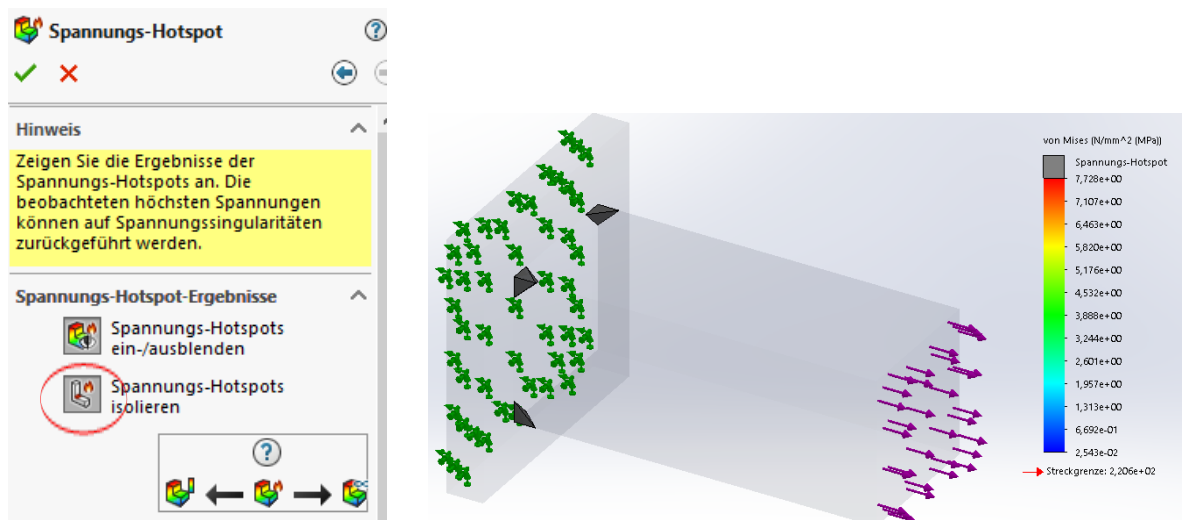 Spannungs-Hotspot
Hinweis
Zeigen Sie die Ergebnisse der
Spannungs-Hotspots an. Die
beobachteten höchsten Spannungen
können auf Spannungssingularitäten
zurückgeführt werden.
Spannungs-Hotspot-Ergebnisse
Spannungs-Hotspots
ein-/ausblenden
Spannungs-Hotspots
isolieren
von Mises (N/mm^2 (MPa))
Spannungs-Hotspot
7,728e+00
7,107e+00
6,463e+00
5,820e+00
5,176e+00
4,532e+00
3,888e+00
3,244e+00
2,601e+00
1,957e+00
1,313e+00
6,692e-01
2,543e-02
Streckgrenze: 2,206e+02